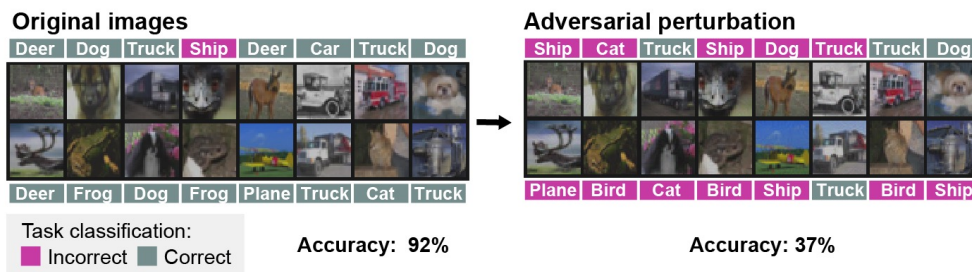 Original images
Deer Dog Truck Ship Deer Car Truck Dog
Deer Frog Dog Frog Plane Truck Cat Truck
Task classification:
Incorrect Correct
Accuracy: 92%
Adversarial perturbation
Ship Cat Truck Ship Dog Truck Truck Dog
Plane Bird Cat Bird Ship Truck Bird Ship
Accuracy: 37%